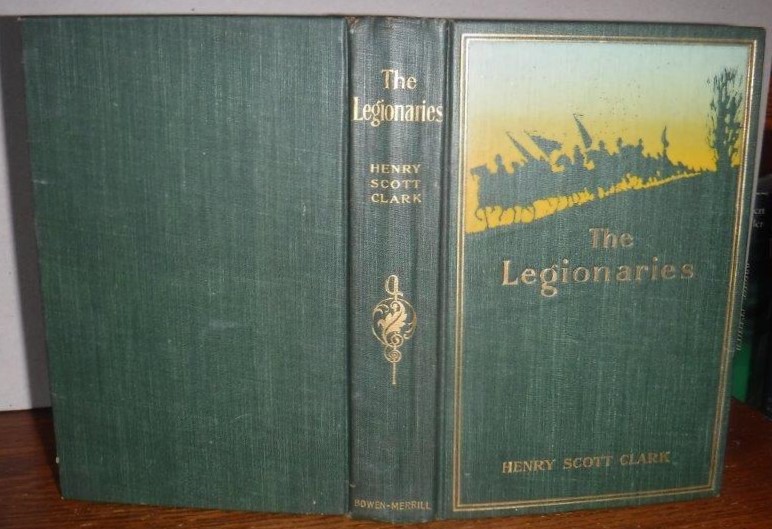 The
Legionaries
HENRY
SCOTT
CLARK
BOWEN-MERRILL
The
Legionaries
HENRY SCOTT CLARK